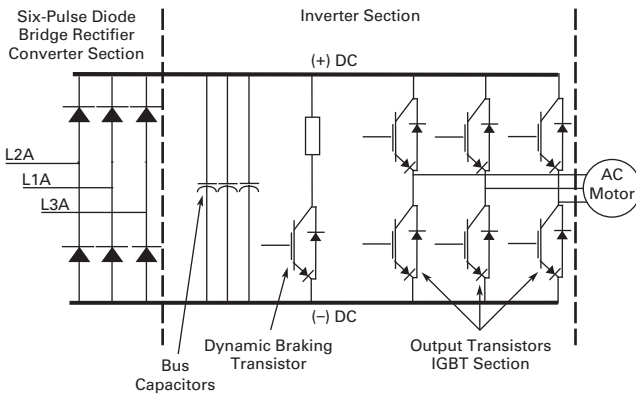 Six-Pulse Diode
Bridge Rectifier
Converter Section
Inverter Section
(+) DC
L2A
L1A
L3A
AC
Motor
(–) DC
Bus
Capacitors
Dynamic Braking
Transistor
Output Transistors
IGBT Section